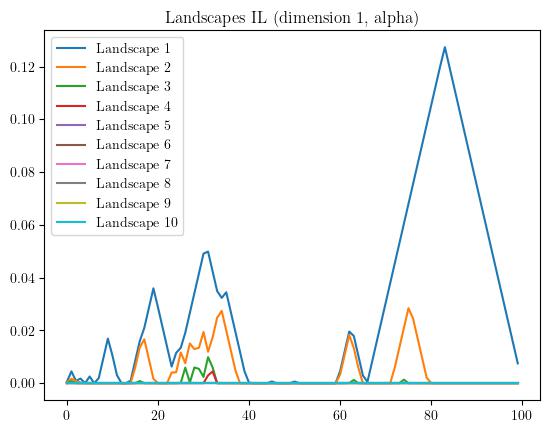 Landscapes IL (dimension 1, alpha)
Landscape 1
Landscape 2
Landscape 3
Landscape 4
Landscape 5
Landscape 6
Landscape 7
Landscape 8
Landscape 9
Landscape 10
0.12
0.10
0.08
0.06
0.04
0.02
0.00
0 20 40 60 80 100